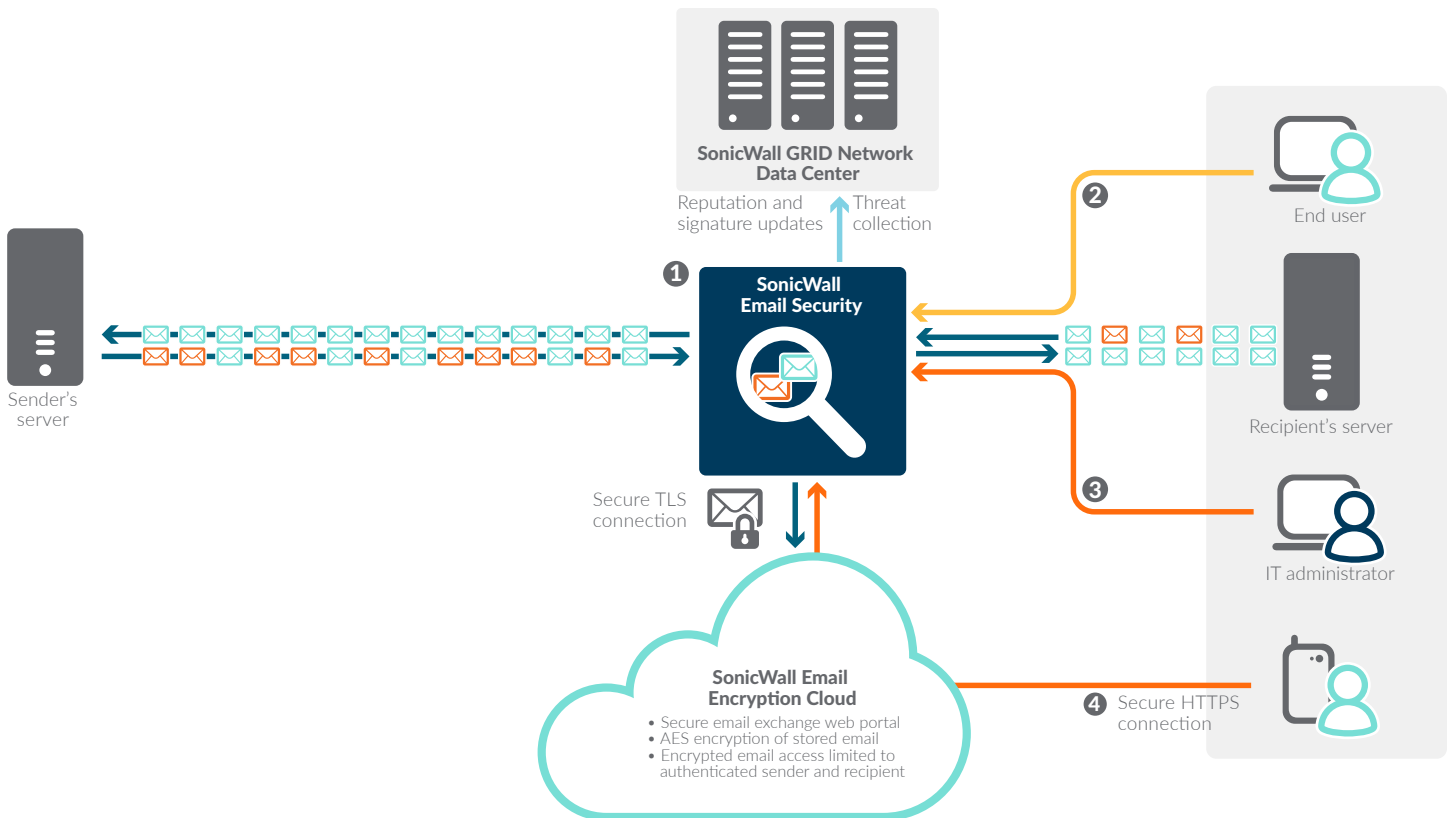 SonicWall GRID Network
Data Center
Reputation and
signature updates
Threat
collection
1
SonicWall
Email Security
2
End user
Sender's
server
Recipient's server
Secure TLS
connection
3
IT administrator
SonicWall Email
Encryption Cloud
• Secure email exchange web portal
• AES encryption of stored email
• Encrypted email access limited to
authenticated sender and recipient
4 Secure HTTPS
connection